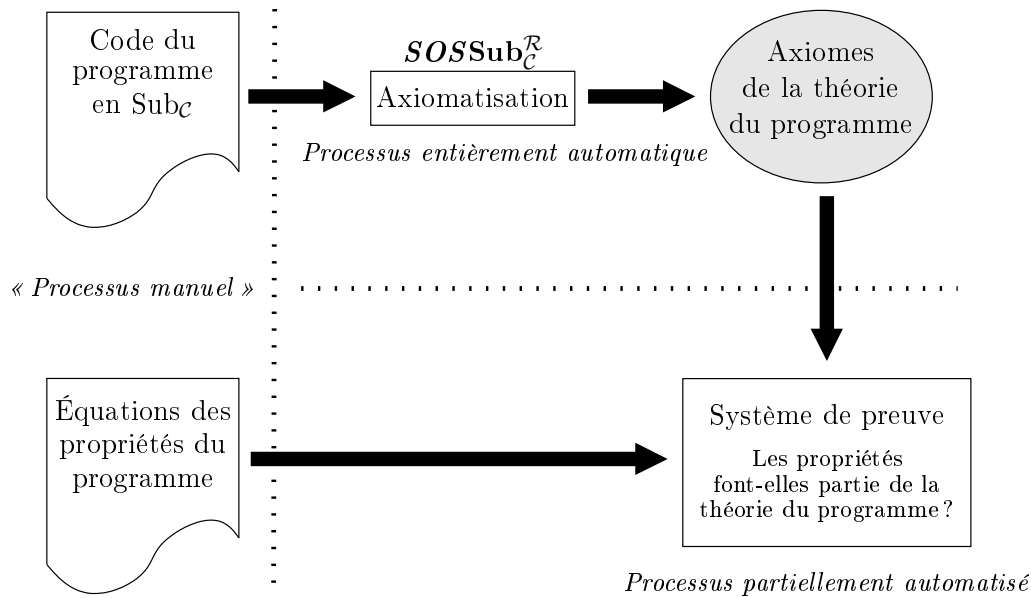 Code du
programme
en Sub𝒞
SOSSubᴿ𝒞
Axiomatisation
Processus entièrement automatique
Axiomes
de la théorie
du programme
« Processus manuel »
Équations des
propriétés du
programme
Système de preuve
Les propriétés
font-elles partie de la
théorie du programme ?
Processus partiellement automatisé